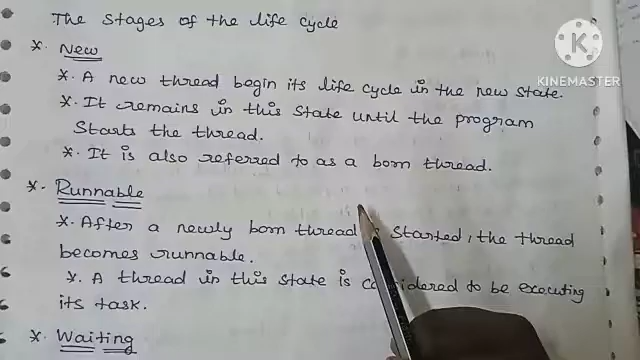 The Stages of the life cycle
*. New
*. A new thread begin its life cycle in the new state.
*. It remains in this state until the program
Starts the thread.
*. It is also referred to as a born thread.
*. Runnable
*. After a newly born thread Started, the thread
becomes runnable.
*. A thread in this state is considered to be executing
its task.
*. Waiting
KINEMASTER